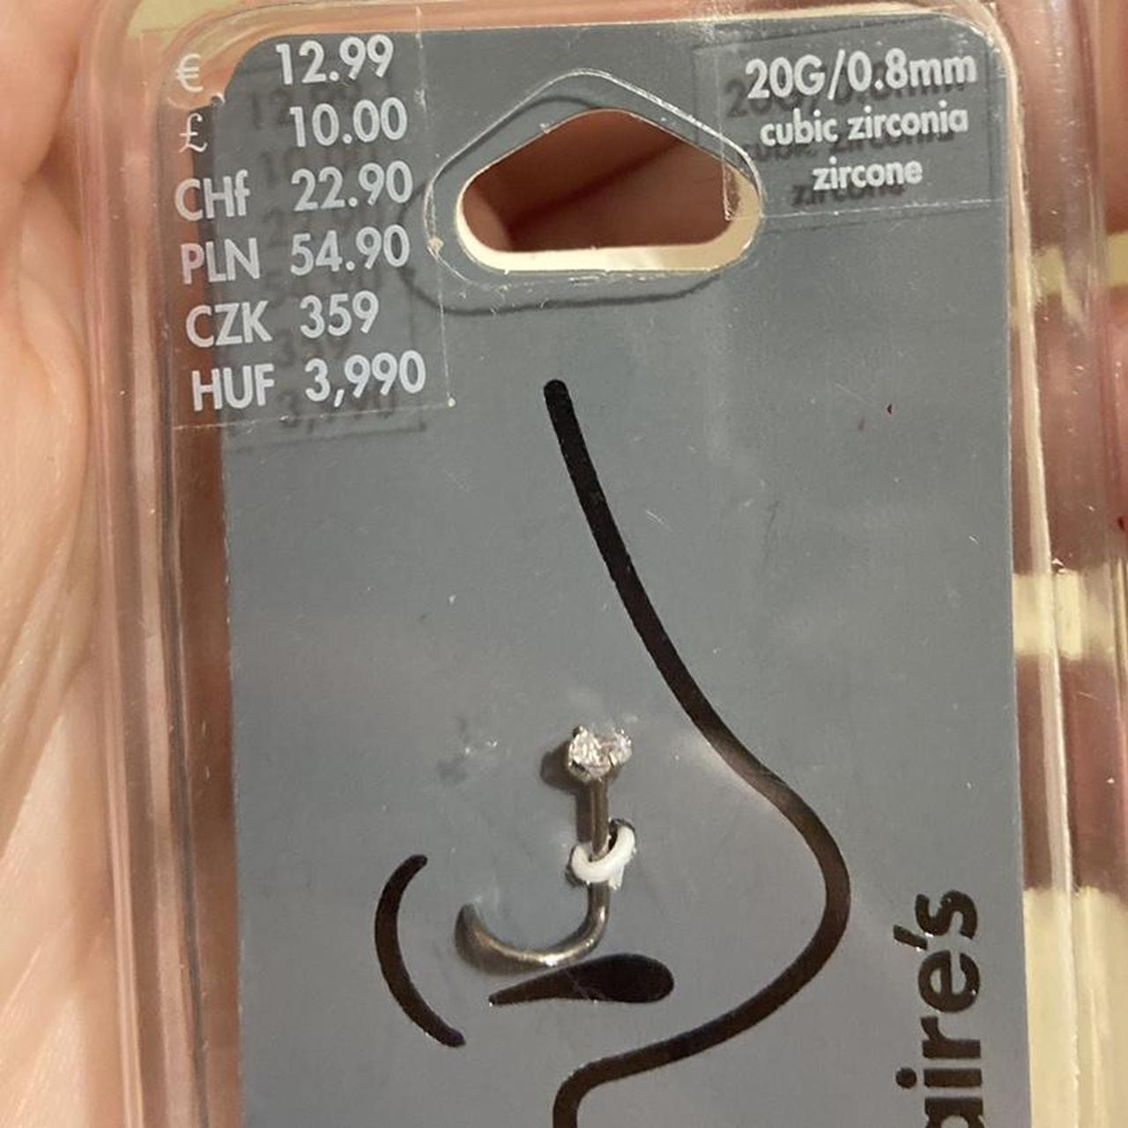 € 12.99
£ 10.00
CHf 22.90
PLN 54.90
CZK 359
HUF 3,990
20G/0.8mm
cubic zirconia
zircone
aire's